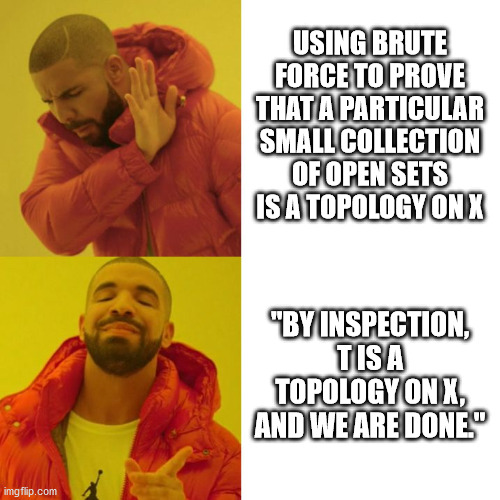 USING BRUTE
FORCE TO PROVE
THAT A PARTICULAR
SMALL COLLECTION
OF OPEN SETS
IS A TOPOLOGY ON X
"BY INSPECTION,
T IS A
TOPOLOGY ON X,
AND WE ARE DONE."
imgflip.com